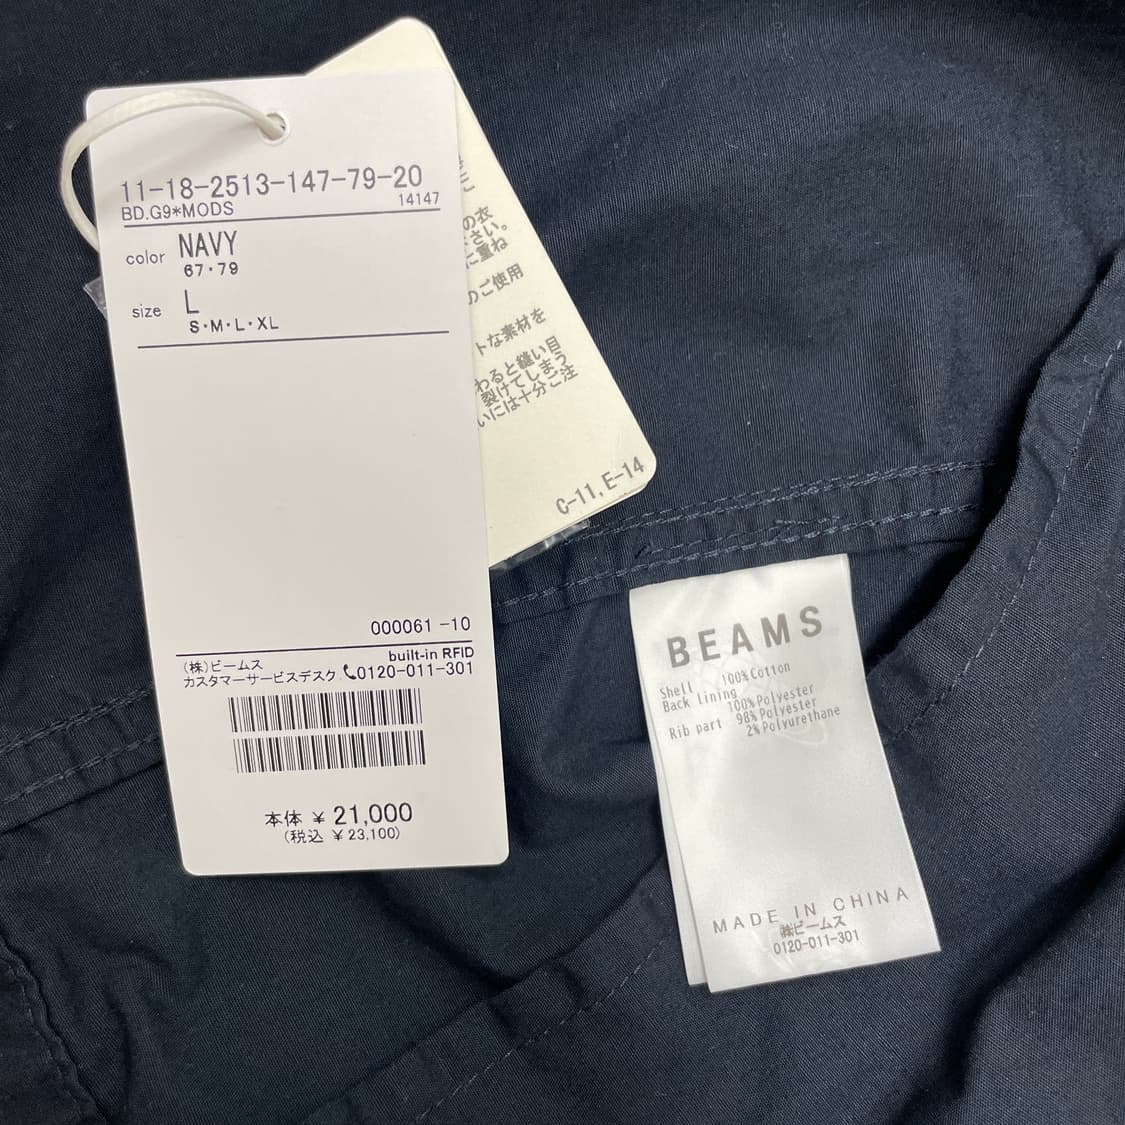 11-18-2513-147-79-20
BD.G9*MODS 14147
color NAVY
67・79
size L
S・M・L・XL
000061 -10
built-in RFID
(株)ビームス
カスタマーサービスデスク 0120-011-301
本体 ¥ 21,000
(税込 ¥ 23,100)
の衣
さい。
に重ね
のご使用
トな素材を
わると縫い目
裂けてしまう
いには十分ご注
C-11, E-14
BEAMS
Shell 100%Cotton
Back lining
100%Polyester
Rib part 98%Polyester
2%Polyurethane
MADE IN CHINA
㈱ビームス
0120-011-301